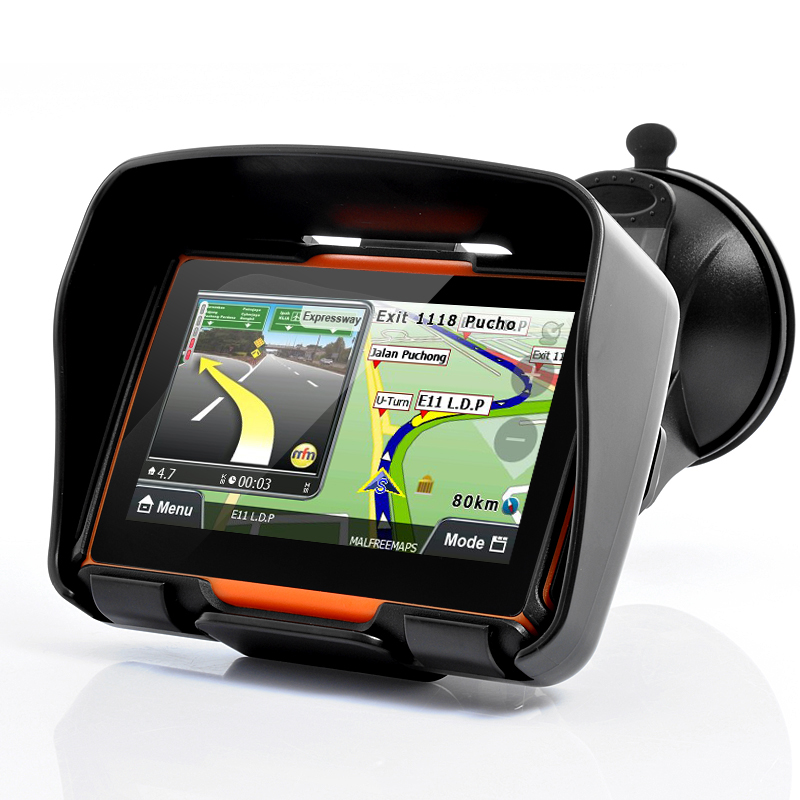 Expressway
Exit 1118 Pucho
Jalan Puchong
Exit 11
U-Turn
E11 L.D.P
mfm
4.7
00:03
80km
Menu
E11 L.D.P
MALFREEMAPS
Mode